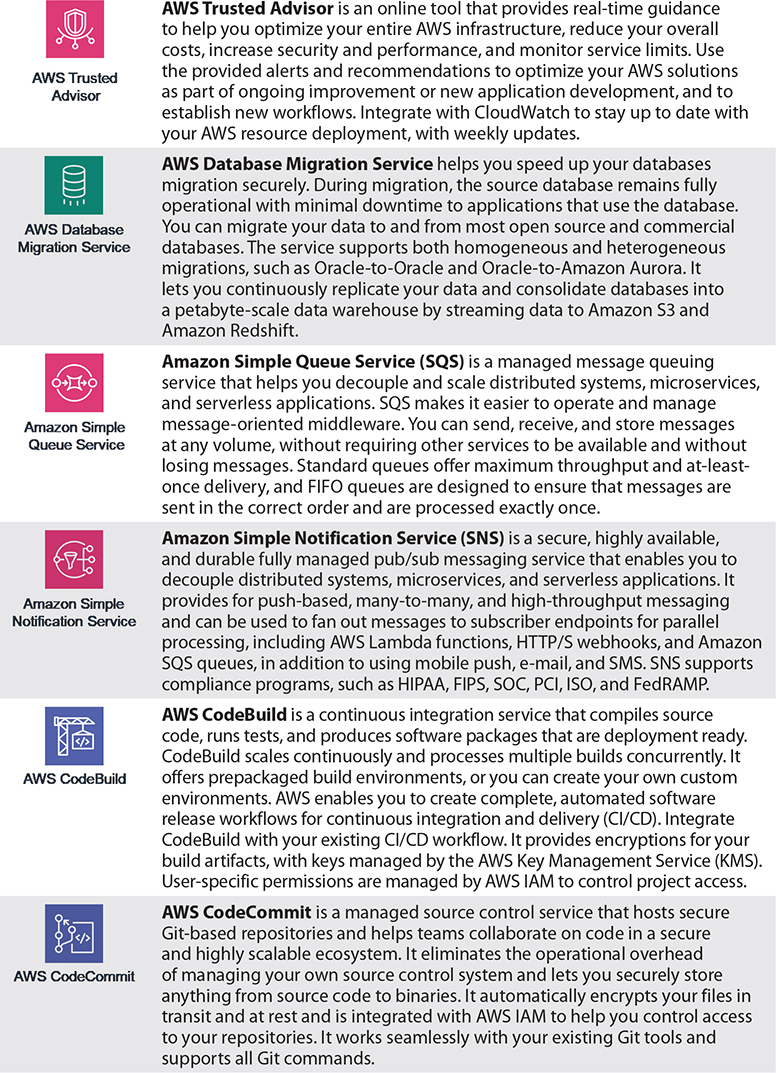 AWS Trusted Advisor is an online tool that provides real-time guidance
to help you optimize your entire AWS infrastructure, reduce your overall
costs, increase security and performance, and monitor service limits. Use
the provided alerts and recommendations to optimize your AWS solutions
as part of ongoing improvement or new application development, and to
establish new workflows. Integrate with CloudWatch to stay up to date with
your AWS resource deployment, with weekly updates.
AWS Trusted
Advisor
AWS Database Migration Service helps you speed up your databases
migration securely. During migration, the source database remains fully
operational with minimal downtime to applications that use the database.
You can migrate your data to and from most open source and commercial
databases. The service supports both homogeneous and heterogeneous
migrations, such as Oracle-to-Oracle and Oracle-to-Amazon Aurora. It
lets you continuously replicate your data and consolidate databases into
a petabyte-scale data warehouse by streaming data to Amazon S3 and
Amazon Redshift.
AWS Database
Migration Service
Amazon Simple Queue Service (SQS) is a managed message queuing
service that helps you decouple and scale distributed systems, microservices,
and serverless applications. SQS makes it easier to operate and manage
message-oriented middleware. You can send, receive, and store messages
at any volume, without requiring other services to be available and without
losing messages. Standard queues offer maximum throughput and at-least-
once delivery, and FIFO queues are designed to ensure that messages are
sent in the correct order and are processed exactly once.
Amazon Simple
Queue Service
Amazon Simple Notification Service (SNS) is a secure, highly available,
and durable fully managed pub/sub messaging service that enables you to
decouple distributed systems, microservices, and serverless applications. It
provides for push-based, many-to-many, and high-throughput messaging
and can be used to fan out messages to subscriber endpoints for parallel
processing, including AWS Lambda functions, HTTP/S webhooks, and Amazon
SQS queues, in addition to using mobile push, e-mail, and SMS. SNS supports
compliance programs, such as HIPAA, FIPS, SOC, PCI, ISO, and FedRAMP.
Amazon Simple
Notification Service
AWS CodeBuild is a continuous integration service that compiles source
code, runs tests, and produces software packages that are deployment ready.
CodeBuild scales continuously and processes multiple builds concurrently. It
offers prepackaged build environments, or you can create your own custom
environments. AWS enables you to create complete, automated software
release workflows for continuous integration and delivery (CI/CD). Integrate
CodeBuild with your existing CI/CD workflow. It provides encryptions for your
build artifacts, with keys managed by the AWS Key Management Service (KMS).
User-specific permissions are managed by AWS IAM to control project access.
AWS CodeBuild
AWS CodeCommit is a managed source control service that hosts secure
Git-based repositories and helps teams collaborate on code in a secure
and highly scalable ecosystem. It eliminates the operational overhead
of managing your own source control system and lets you securely store
anything from source code to binaries. It automatically encrypts your files in
transit and at rest and is integrated with AWS IAM to help you control access
to your repositories. It works seamlessly with your existing Git tools and
supports all Git commands.
AWS CodeCommit